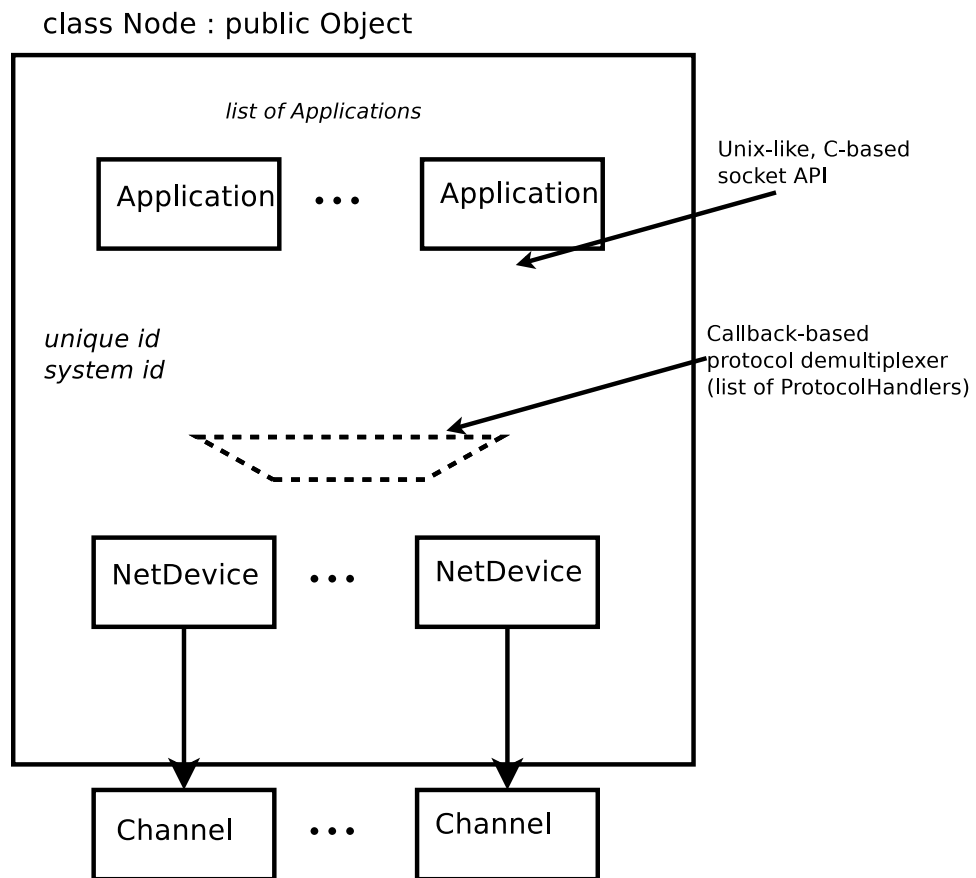 class Node : public Object
list of Applications
Application
•••
Application
Unix-like, C-based
socket API
unique id
system id
Callback-based
protocol demultiplexer
(list of ProtocolHandlers)
NetDevice
•••
NetDevice
Channel
•••
Channel